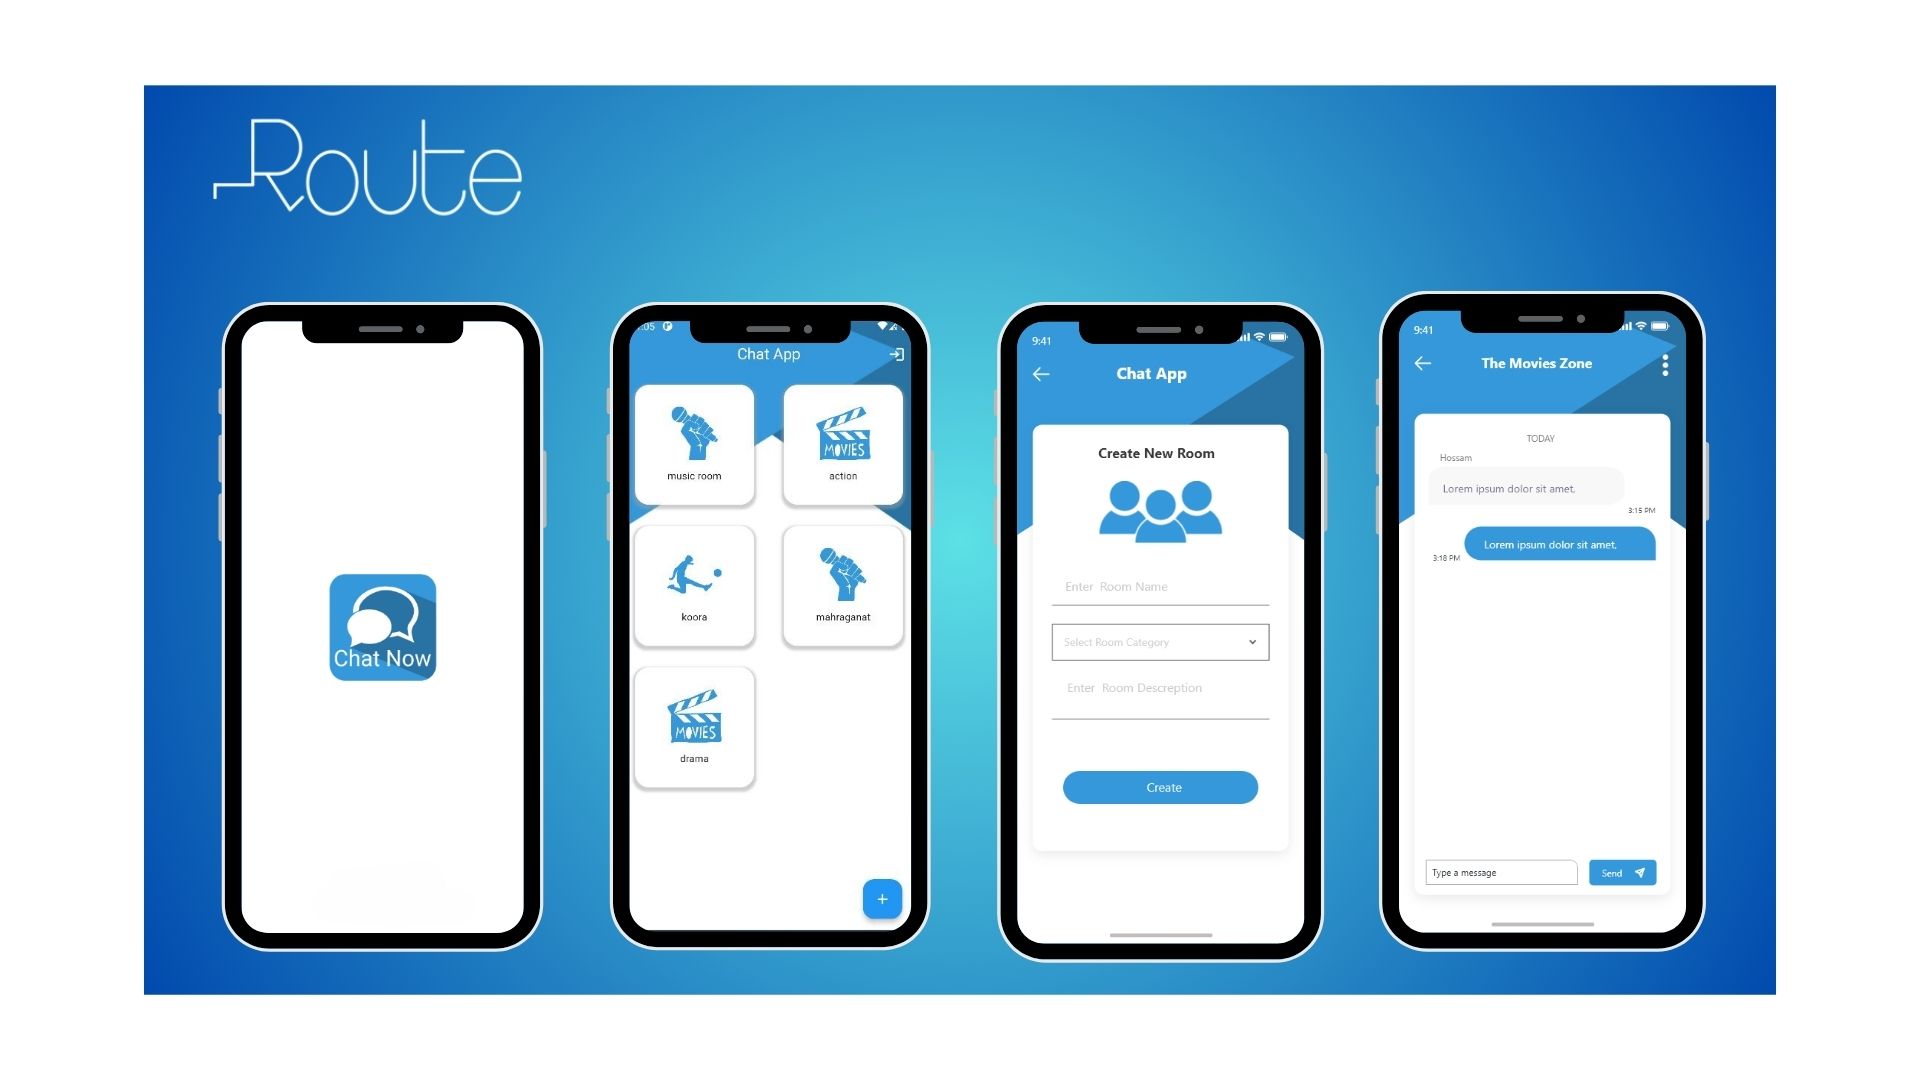 Route
Chat Now
:05
Chat App
music room
MOVIES
action
koora
mahraganat
MOVIES
drama
+
9:41
Chat App
Create New Room
Enter Room Name
Select Room Category
Enter Room Descreption
Create
9:41
The Movies Zone
TODAY
Hossam
Lorem ipsum dolor sit amet.
3:15 PM
Lorem ipsum dolor sit amet.
3:18 PM
Type a message
Send